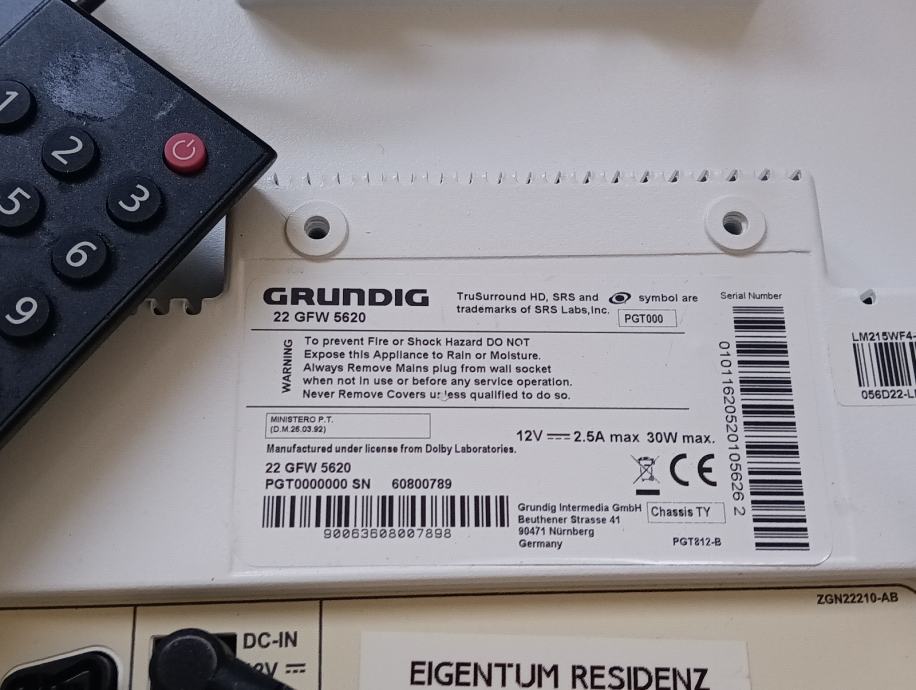 1
2
5
3
6
9
GRUNDIG
22 GFW 5620
TruSurround HD, SRS and symbol are
trademarks of SRS Labs,Inc.
PGT000
Serial Number
WARNING
To prevent Fire or Shock Hazard DO NOT
Expose this Appliance to Rain or Moisture.
Always Remove Mains plug from wall socket
when not in use or before any service operation.
Never Remove Covers unless qualified to do so.
MINISTERO P.T.
(D.M.26.03.92)
12V 2.5A max 30W max.
Manufactured under license from Dolby Laboratories.
22 GFW 5620
PGT0000000 SN 60800789
90063608007898
CE
Grundig Intermedia GmbH
Beuthener Strasse 41
90471 Nürnberg
Germany
Chassis TY
PGT812-B
01011620520105626 2
LM215WF4-
056D22-L
ZGN22210-AB
DC-IN
EIGENTUM RESIDENZ